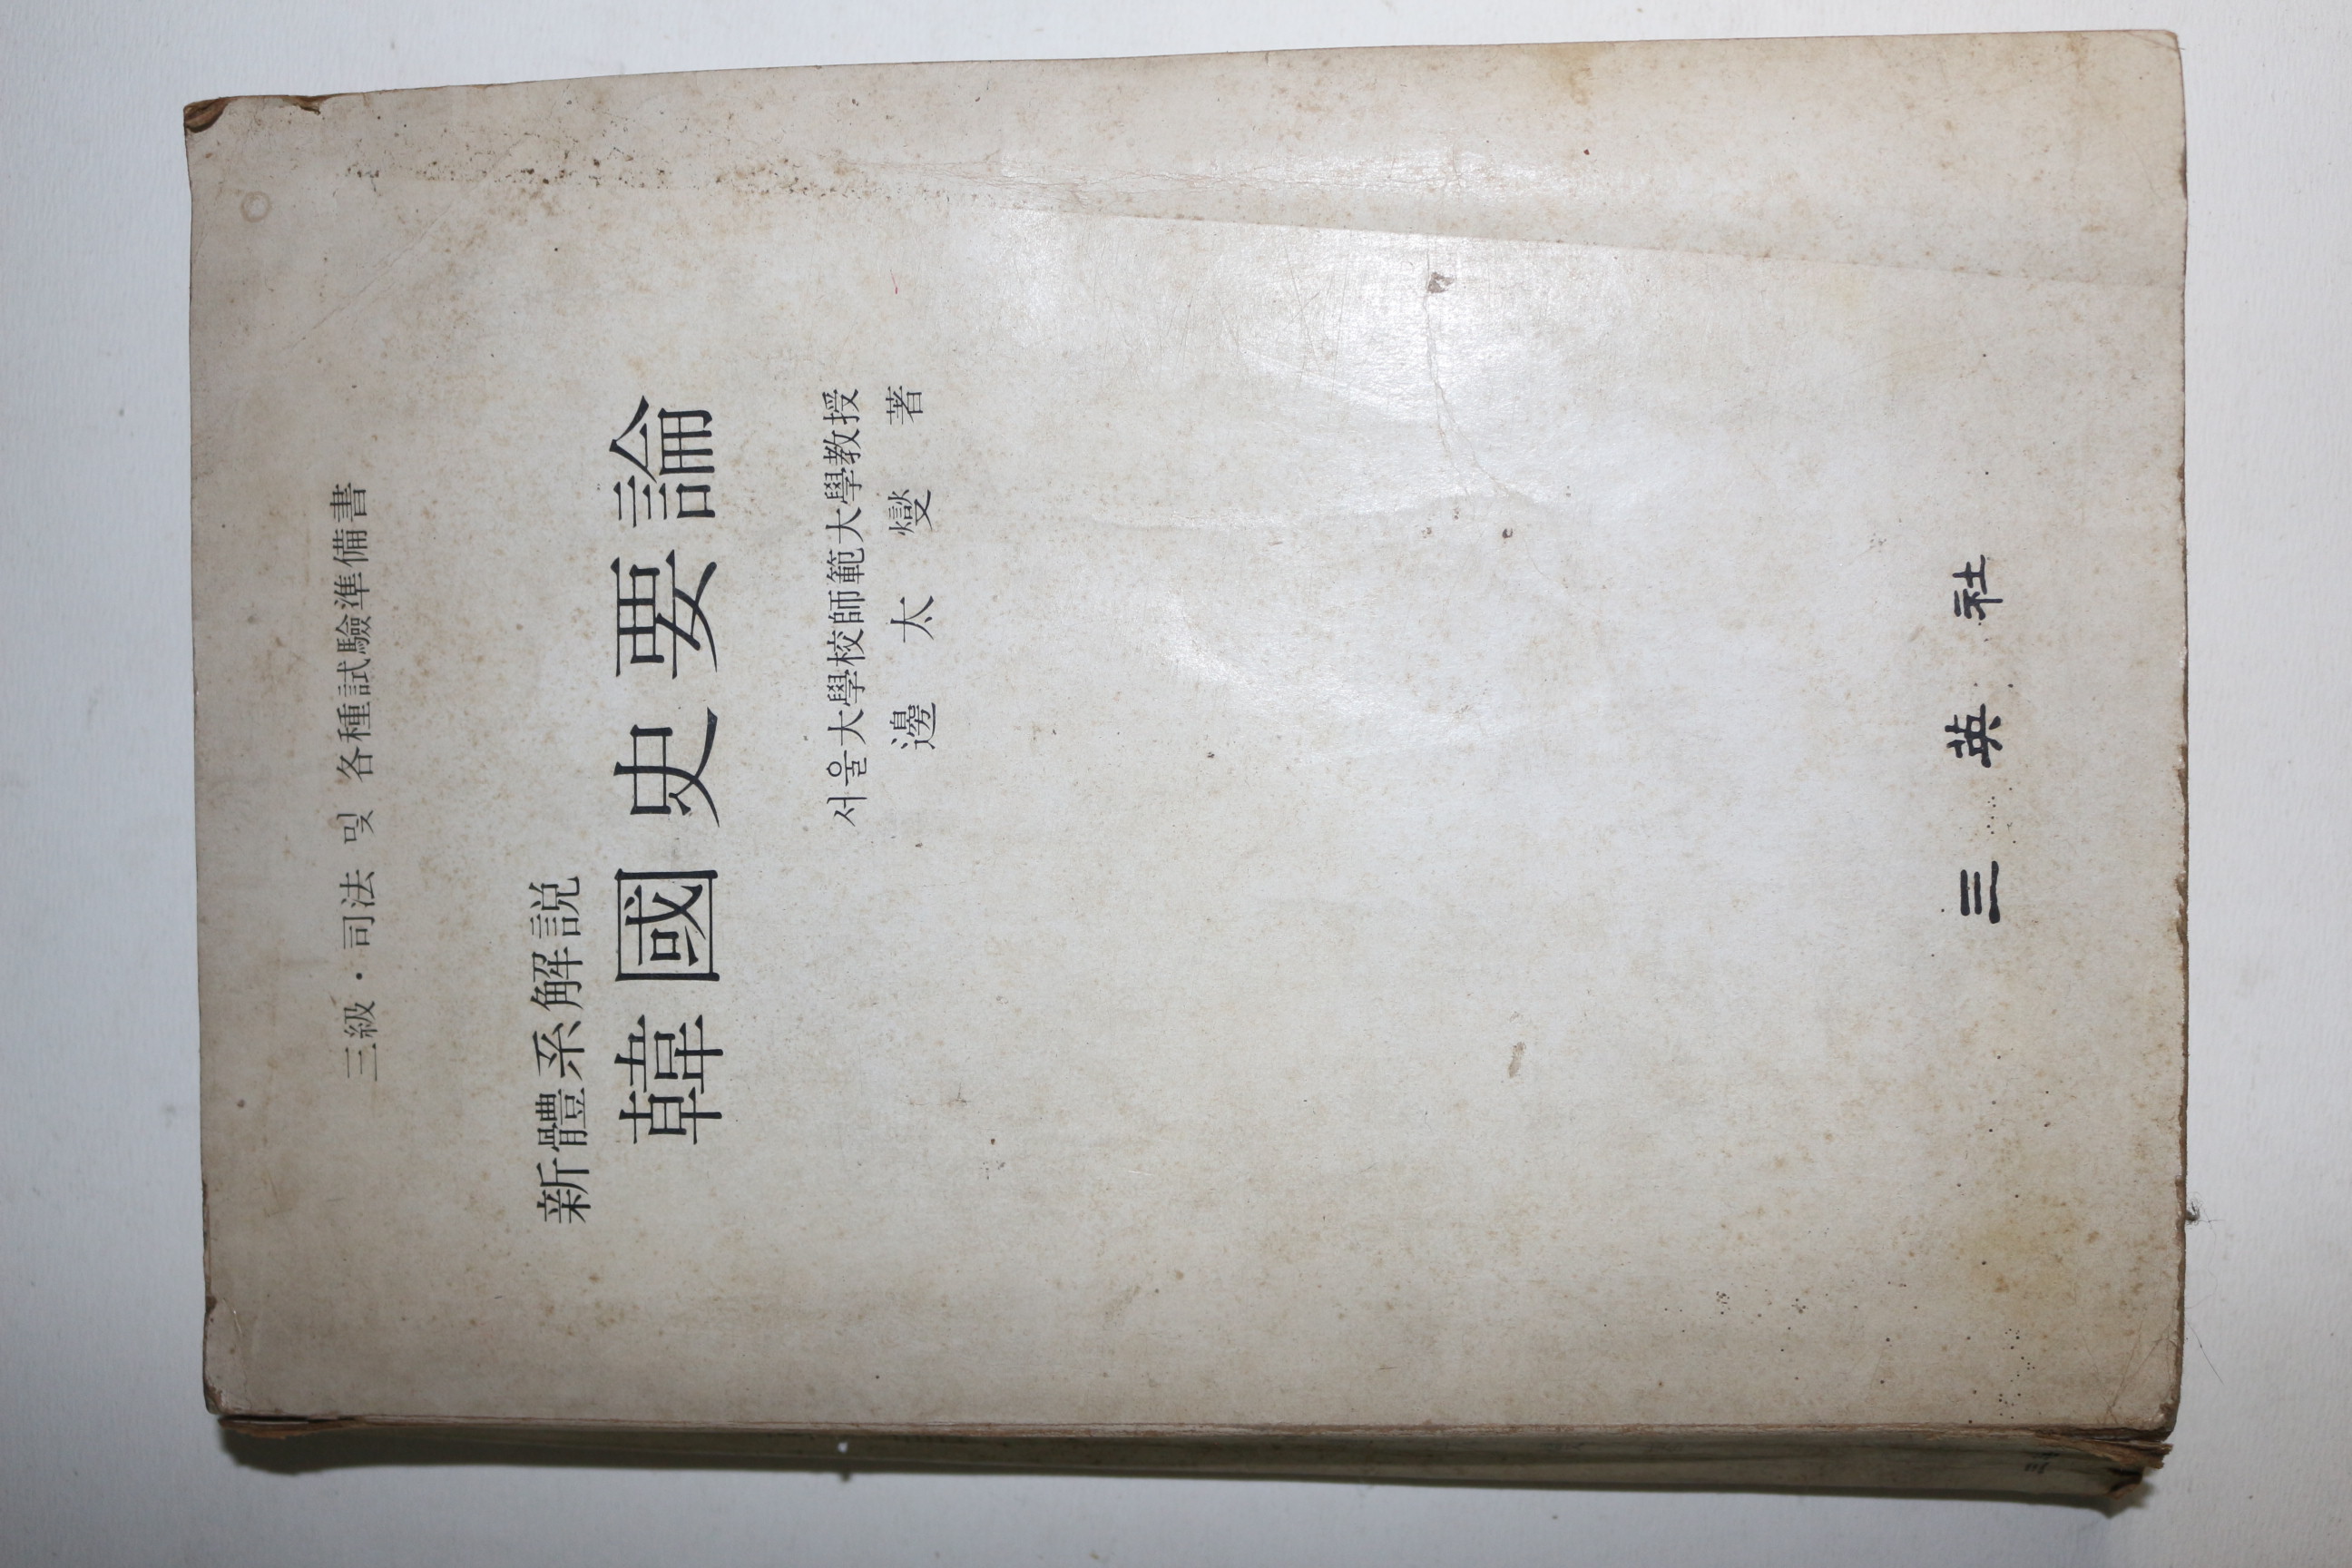 三級·司法 및 各種試驗準備書
新體系解説
韓國史要論
서울大學校師範大學教授
邊太燮 著
三英社